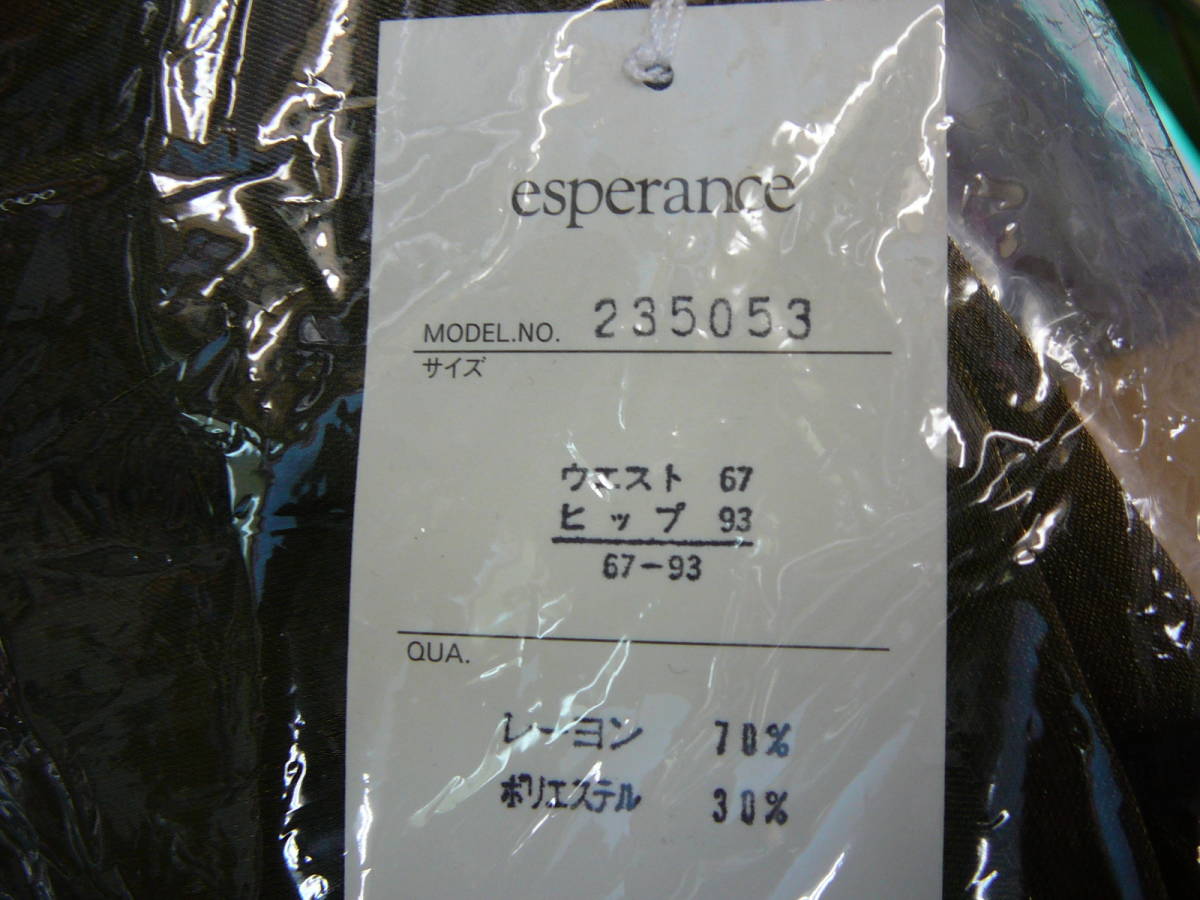 esperance
MODEL.NO. 235053
サイズ
ウエスト 67
ヒップ 93
67-93
QUA.
レーヨン 70%
ポリエステル 30%